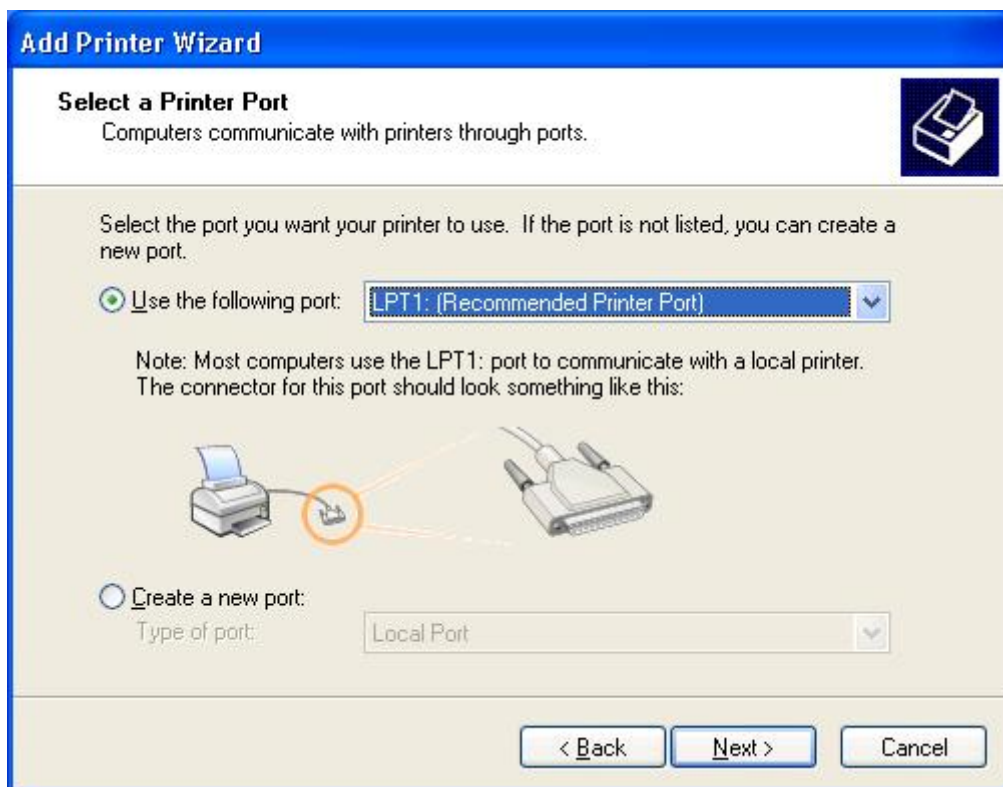 Add Printer Wizard
Select a Printer Port
Computers communicate with printers through ports.
Select the port you want your printer to use. If the port is not listed, you can create a
new port.
Use the following port: LPT1: (Recommended Printer Port)
Note: Most computers use the LPT1: port to communicate with a local printer.
The connector for this port should look something like this:
Create a new port:
Type of port: Local Port
< Back Next > Cancel